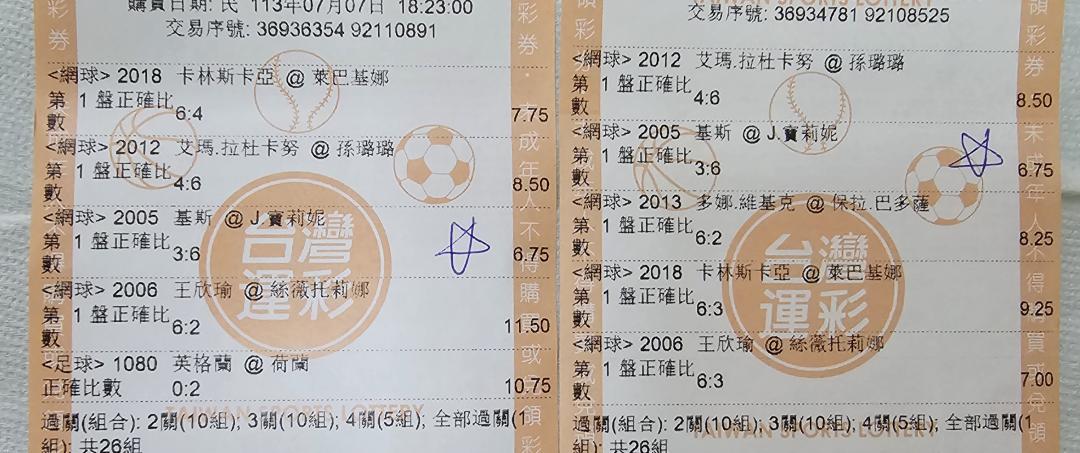 購買日期: 民 113年07月07日 18:23:00
交易序號: 36936354 92110891
<網球> 2018 卡林斯卡亞 @ 萊巴基娜
第 1 盤正確比
數
6:4
7.75
<網球> 2012 艾瑪.拉杜卡努 @ 孫璐璐
第 1 盤正確比
數
4:6
8.50
<網球> 2005 基斯 @ J.寶莉妮
第 1 盤正確比
數
3:6
6.75
<網球> 2006 王欣瑜 @ 絲薇托莉娜
第 1 盤正確比
數
6:2
11.50
<足球> 1080 英格蘭 @ 荷蘭
正確比數 0:2
10.75
過關(組合): 2關(10組); 3關(10組); 4關(5組); 全部過關(1
組); 共26組
台灣
運彩
交易序號: 36934781 92108525
<網球> 2012 艾瑪.拉杜卡努 @ 孫璐璐
第 1 盤正確比
數
4:6
8.50
<網球> 2005 基斯 @ J.寶莉妮
第 1 盤正確比
數
3:6
6.75
<網球> 2013 多娜.維基克 @ 保拉.巴多薩
第 1 盤正確比
數
6:2
8.25
<網球> 2018 卡林斯卡亞 @ 萊巴基娜
第 1 盤正確比
數
6:3
9.25
<網球> 2006 王欣瑜 @ 絲薇托莉娜
第 1 盤正確比
數
6:3
7.00
過關(組合): 2關(10組); 3關(10組); 4關(5組); 全部過關(1
組); 共26組
台灣
運彩
TAIWAN SPORTS LOTTERY